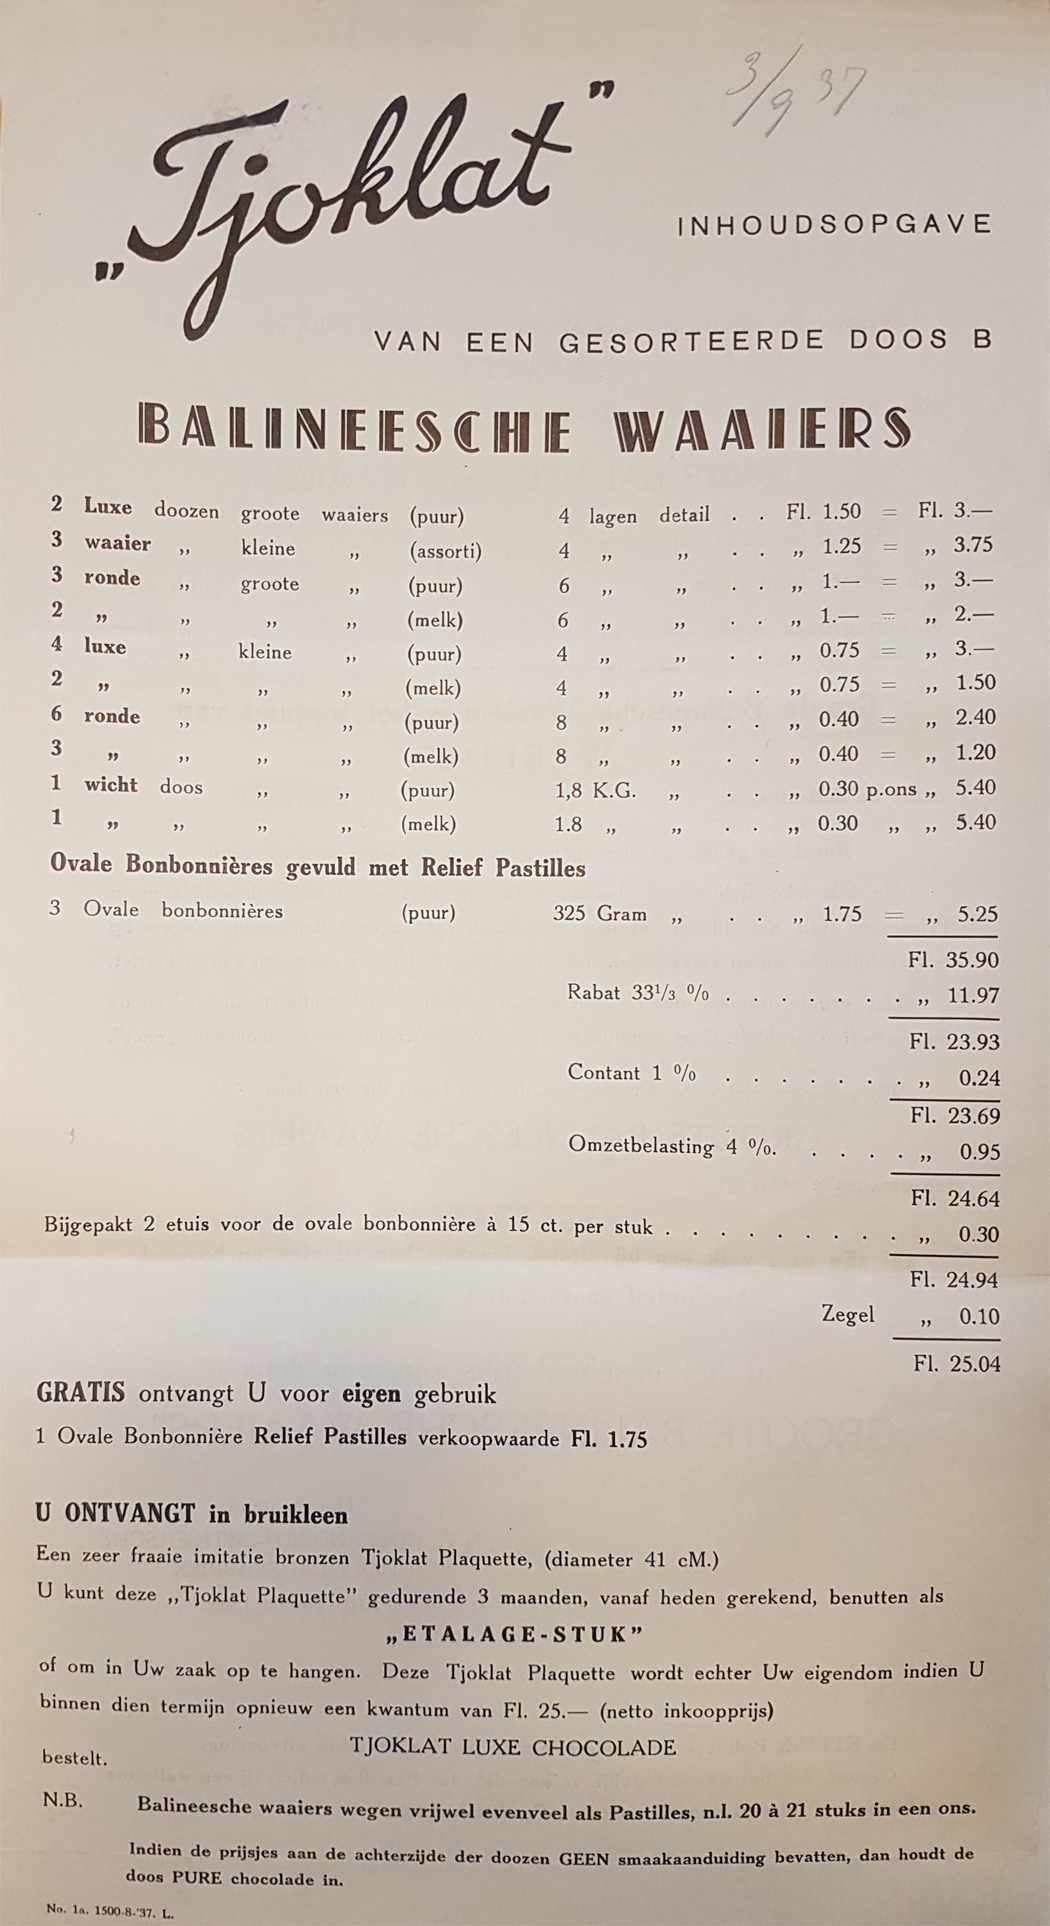 3/9 37
„Tjoklat”
INHOUDSOPGAVE
VAN EEN GESORTEERDE DOOS B
BALINEESCHE WAAIERS
2 Luxe doozen groote waaiers (puur) 4 lagen detail . . Fl. 1.50 = Fl. 3.—
3 waaier ,, kleine ,, (assorti) 4 ,, ,, . . ,, 1.25 = ,, 3.75
3 ronde ,, groote ,, (puur) 6 ,, ,, . . ,, 1.— = ,, 3.—
2 ,, ,, ,, ,, (melk) 6 ,, ,, . . ,, 1.— = ,, 2.—
4 luxe ,, kleine ,, (puur) 4 ,, ,, . . ,, 0.75 = ,, 3.—
2 ,, ,, ,, ,, (melk) 4 ,, ,, . . ,, 0.75 = ,, 1.50
6 ronde ,, ,, ,, (puur) 8 ,, ,, . . ,, 0.40 = ,, 2.40
3 ,, ,, ,, ,, (melk) 8 ,, ,, . . ,, 0.40 = ,, 1.20
1 wicht doos ,, ,, (puur) 1,8 K.G. ,, . . ,, 0.30 p.ons ,, 5.40
1 ,, ,, ,, ,, (melk) 1.8 ,, ,, . . ,, 0.30 ,, ,, 5.40
Ovale Bonbonnières gevuld met Relief Pastilles
3 Ovale bonbonnières (puur) 325 Gram ,, . . ,, 1.75 = ,, 5.25
Fl. 35.90
Rabat 33¹/₃ % . . . . . . . ,, 11.97
Fl. 23.93
Contant 1 % . . . . . . . ,, 0.24
Fl. 23.69
Omzetbelasting 4 %. . . . . ,, 0.95
Fl. 24.64
Bijgepakt 2 etuis voor de ovale bonbonnière à 15 ct. per stuk . . . . . . . . . ,, 0.30
Fl. 24.94
Zegel ,, 0.10
Fl. 25.04
GRATIS ontvangt U voor eigen gebruik
1 Ovale Bonbonnière Relief Pastilles verkoopwaarde Fl. 1.75
U ONTVANGT in bruikleen
Een zeer fraaie imitatie bronzen Tjoklat Plaquette, (diameter 41 cM.)
U kunt deze ,,Tjoklat Plaquette” gedurende 3 maanden, vanaf heden gerekend, benutten als
„ETALAGE-STUK”
of om in Uw zaak op te hangen. Deze Tjoklat Plaquette wordt echter Uw eigendom indien U
binnen dien termijn opnieuw een kwantum van Fl. 25.— (netto inkoopprijs)
TJOKLAT LUXE CHOCOLADE
bestelt.
N.B. Balineesche waaiers wegen vrijwel evenveel als Pastilles, n.l. 20 à 21 stuks in een ons.
Indien de prijsjes aan de achterzijde der doozen GEEN smaakaanduiding bevatten, dan houdt de
doos PURE chocolade in.
No. 1a. 1500-8-'37. L.